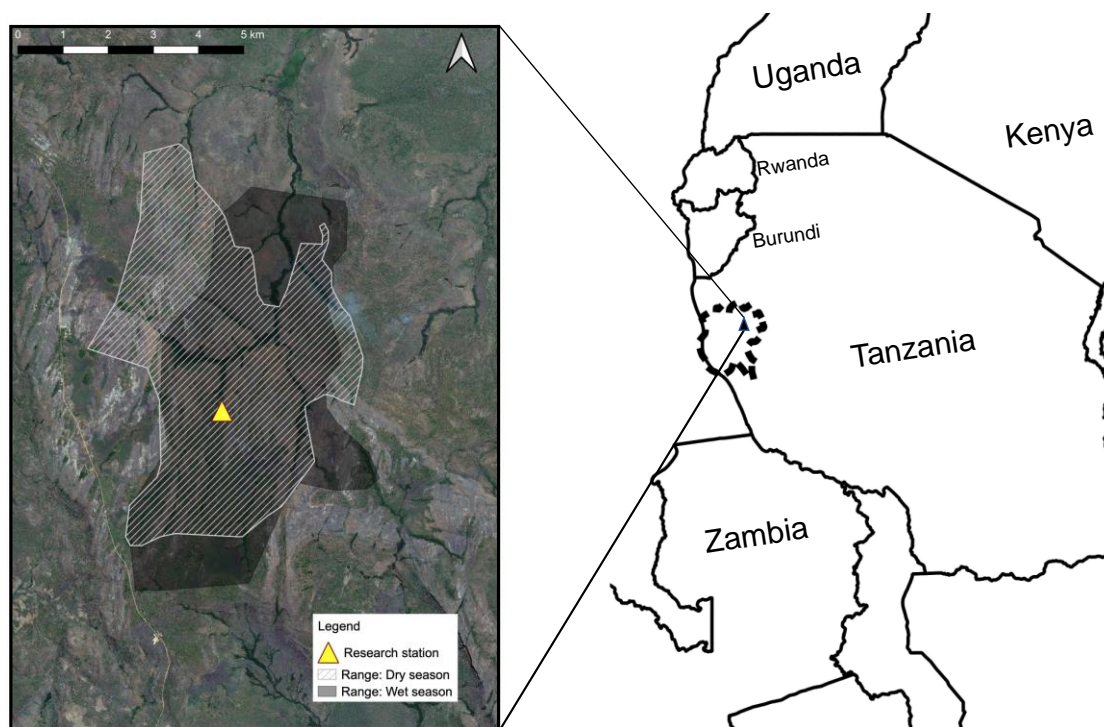 0 1 2 3 4 5 km
Legend
Research station
Range: Dry season
Range: Wet season
Uganda
Kenya
Rwanda
Burundi
Tanzania
Zambia